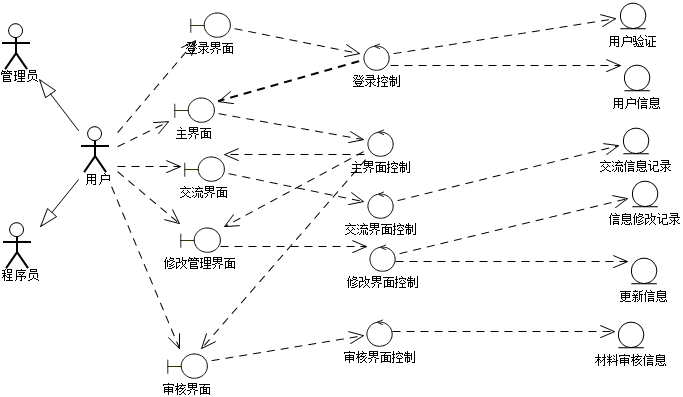 登录界面
用户验证
管理员
登录控制
用户信息
主界面
主界面控制
交流信息记录
用户
交流界面
交流界面控制
信息修改记录
程序员
修改管理界面
修改界面控制
更新信息
审核界面
审核界面控制
材料审核信息